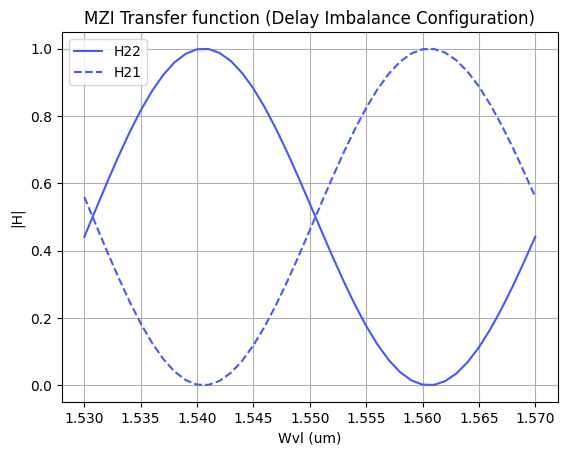 MZI Transfer function (Delay Imbalance Configuration)
H22
H21
|H|
1.0
0.8
0.6
0.4
0.2
0.0
1.530 1.535 1.540 1.545 1.550 1.555 1.560 1.565 1.570
Wvl (um)